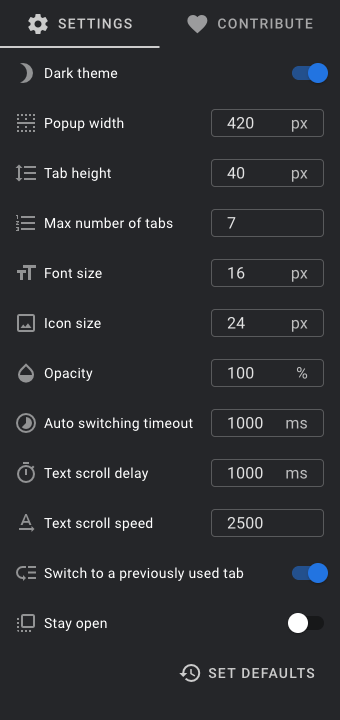 SETTINGS CONTRIBUTE
Dark theme
Popup width 420 px
Tab height 40 px
Max number of tabs 7
Font size 16 px
Icon size 24 px
Opacity 100 %
Auto switching timeout 1000 ms
Text scroll delay 1000 ms
Text scroll speed 2500
Switch to a previously used tab
Stay open
SET DEFAULTS